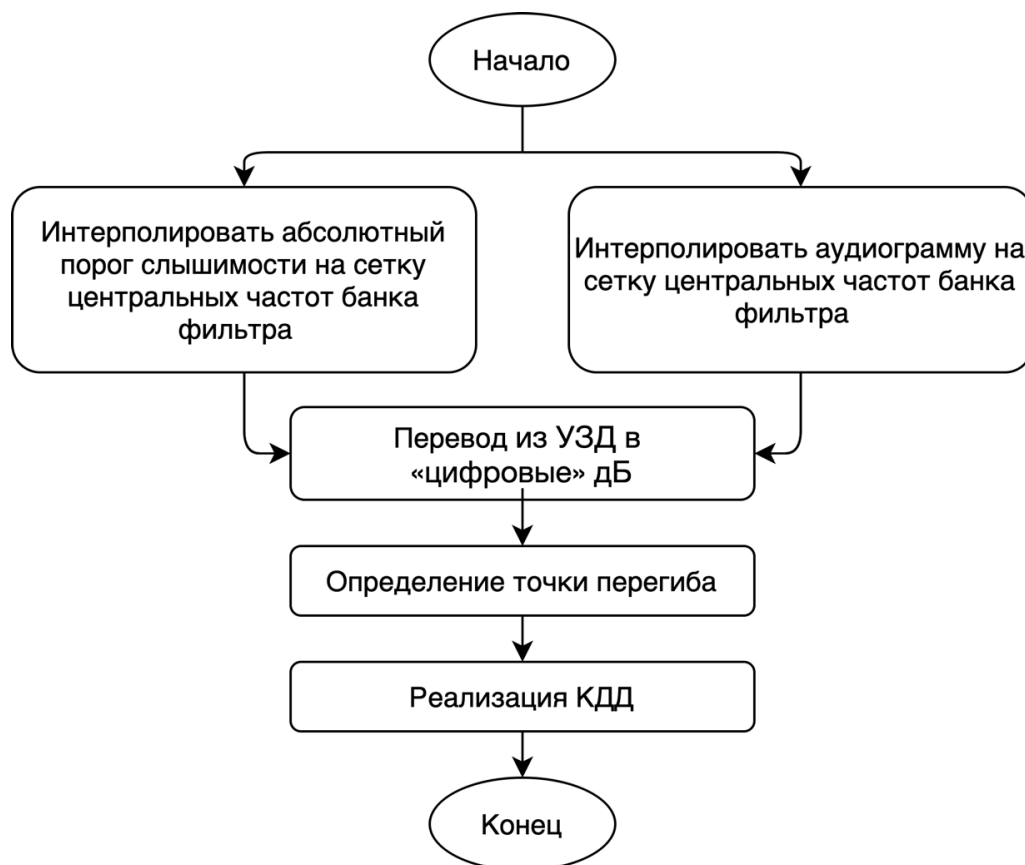 Начало
Интерполировать абсолютный
порог слышимости на сетку
центральных частот банка
фильтра
Интерполировать аудиограмму на
сетку центральных частот банка
фильтра
Перевод из УЗД в
«цифровые» дБ
Определение точки перегиба
Реализация КДД
Конец